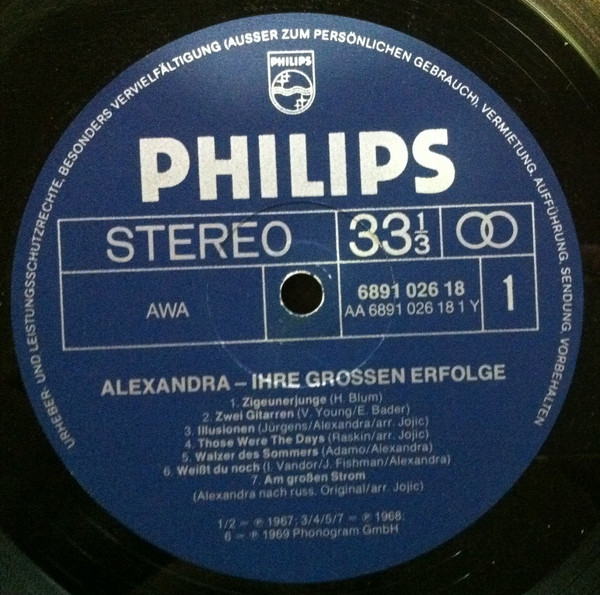 URHEBER- UND LEISTUNGSSCHUTZRECHTE, BESONDERS VERVIELFÄLTIGUNG (AUSSER ZUM PERSÖNLICHEN GEBRAUCH), VERMIETUNG, AUFFÜHRUNG, SENDUNG, VORBEHALTEN
PHILIPS
PHILIPS
STEREO 33⅓
AWA 6891 026 18 1
AA 6891 026 18 1 Y
ALEXANDRA – IHRE GROSSEN ERFOLGE
1. Zigeunerjunge (H. Blum)
2. Zwei Gitarren (V. Young/E. Bader)
3. Illusionen (Jürgens/Alexandra/arr. Jojic)
4. Those Were The Days (Raskin/arr. Jojic)
5. Walzer des Sommers (Adamo/Alexandra)
6. Weißt du noch (I. Vandor/J. Fishman/Alexandra)
7. Am großen Strom
(Alexandra nach russ. Original/arr. Jojic)
1/2 = ℗ 1967; 3/4/5/7 = ℗ 1968;
6 = ℗ 1969 Phonogram GmbH